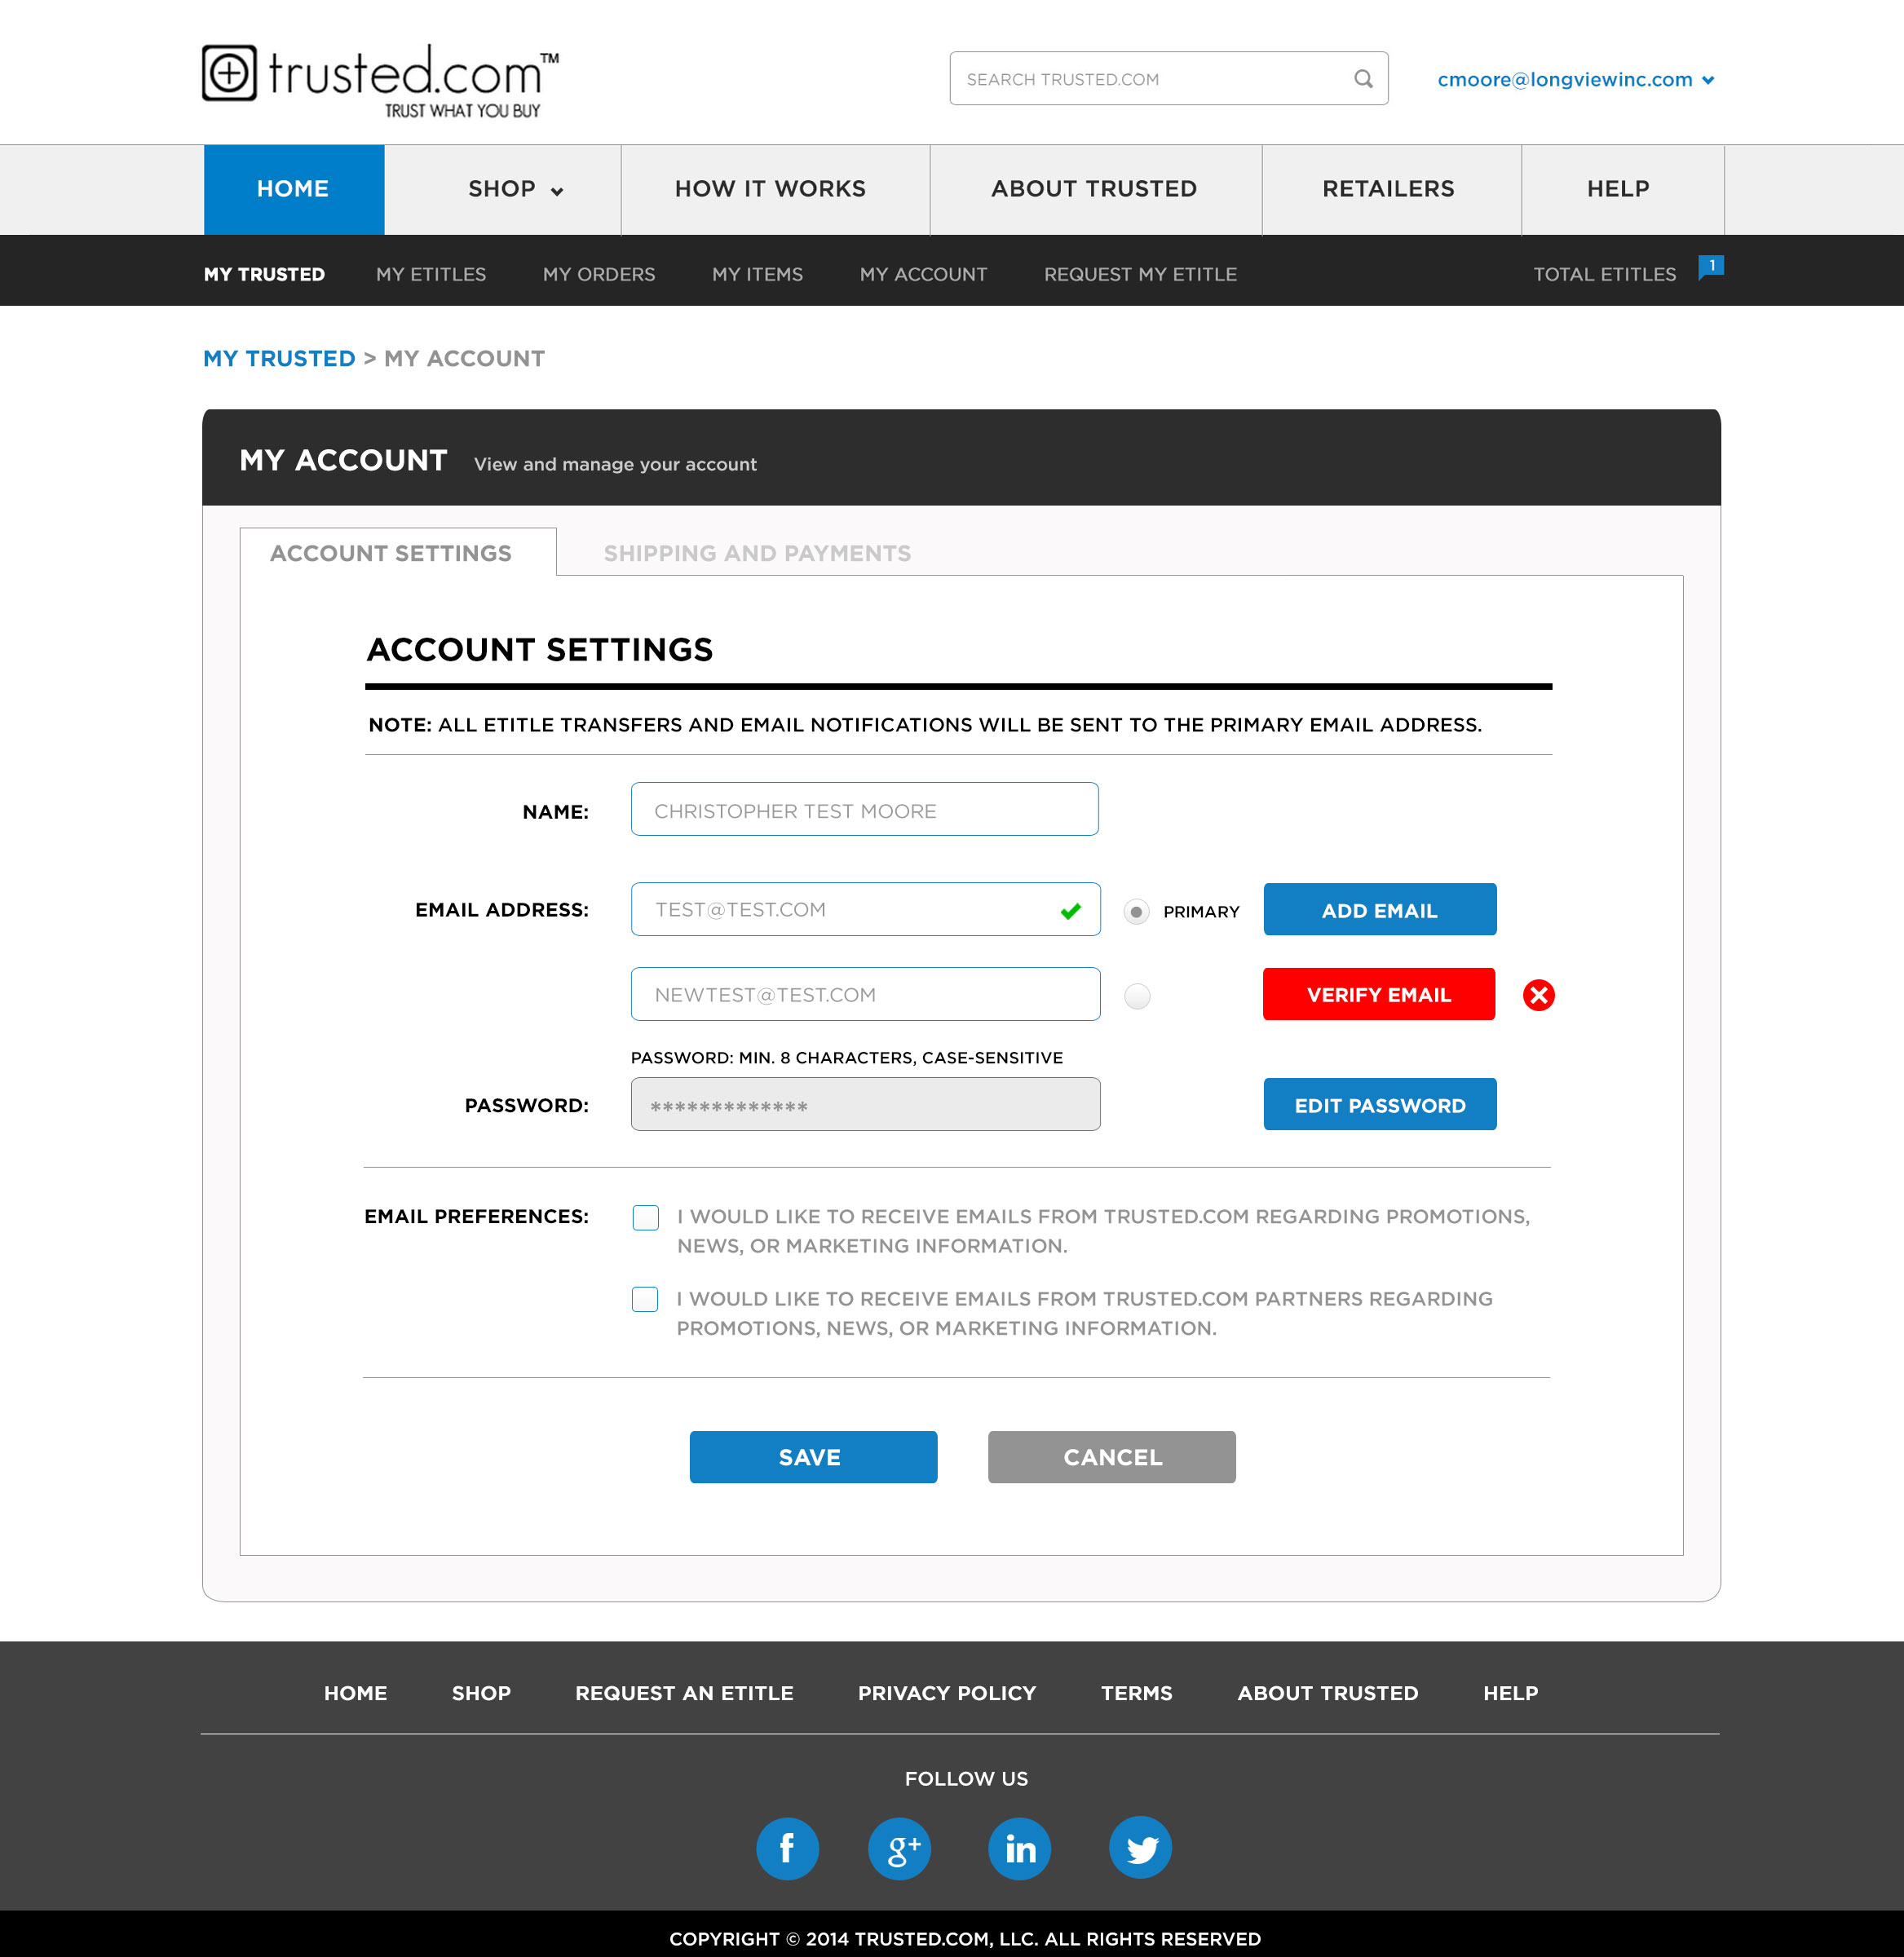 trusted.com™
TRUST WHAT YOU BUY
SEARCH TRUSTED.COM
cmoore@longviewinc.com
HOME
SHOP
HOW IT WORKS
ABOUT TRUSTED
RETAILERS
HELP
MY TRUSTED
MY ETITLES
MY ORDERS
MY ITEMS
MY ACCOUNT
REQUEST MY ETITLE
TOTAL ETITLES
1
MY TRUSTED > MY ACCOUNT
MY ACCOUNT View and manage your account
ACCOUNT SETTINGS
SHIPPING AND PAYMENTS
ACCOUNT SETTINGS
NOTE: ALL ETITLE TRANSFERS AND EMAIL NOTIFICATIONS WILL BE SENT TO THE PRIMARY EMAIL ADDRESS.
NAME:
CHRISTOPHER TEST MOORE
EMAIL ADDRESS:
TEST@TEST.COM
PRIMARY
ADD EMAIL
NEWTEST@TEST.COM
VERIFY EMAIL
PASSWORD: MIN. 8 CHARACTERS, CASE-SENSITIVE
PASSWORD:
*************
EDIT PASSWORD
EMAIL PREFERENCES:
I WOULD LIKE TO RECEIVE EMAILS FROM TRUSTED.COM REGARDING PROMOTIONS,
NEWS, OR MARKETING INFORMATION.
I WOULD LIKE TO RECEIVE EMAILS FROM TRUSTED.COM PARTNERS REGARDING
PROMOTIONS, NEWS, OR MARKETING INFORMATION.
SAVE
CANCEL
HOME
SHOP
REQUEST AN ETITLE
PRIVACY POLICY
TERMS
ABOUT TRUSTED
HELP
FOLLOW US
f
g+
in
COPYRIGHT © 2014 TRUSTED.COM, LLC. ALL RIGHTS RESERVED